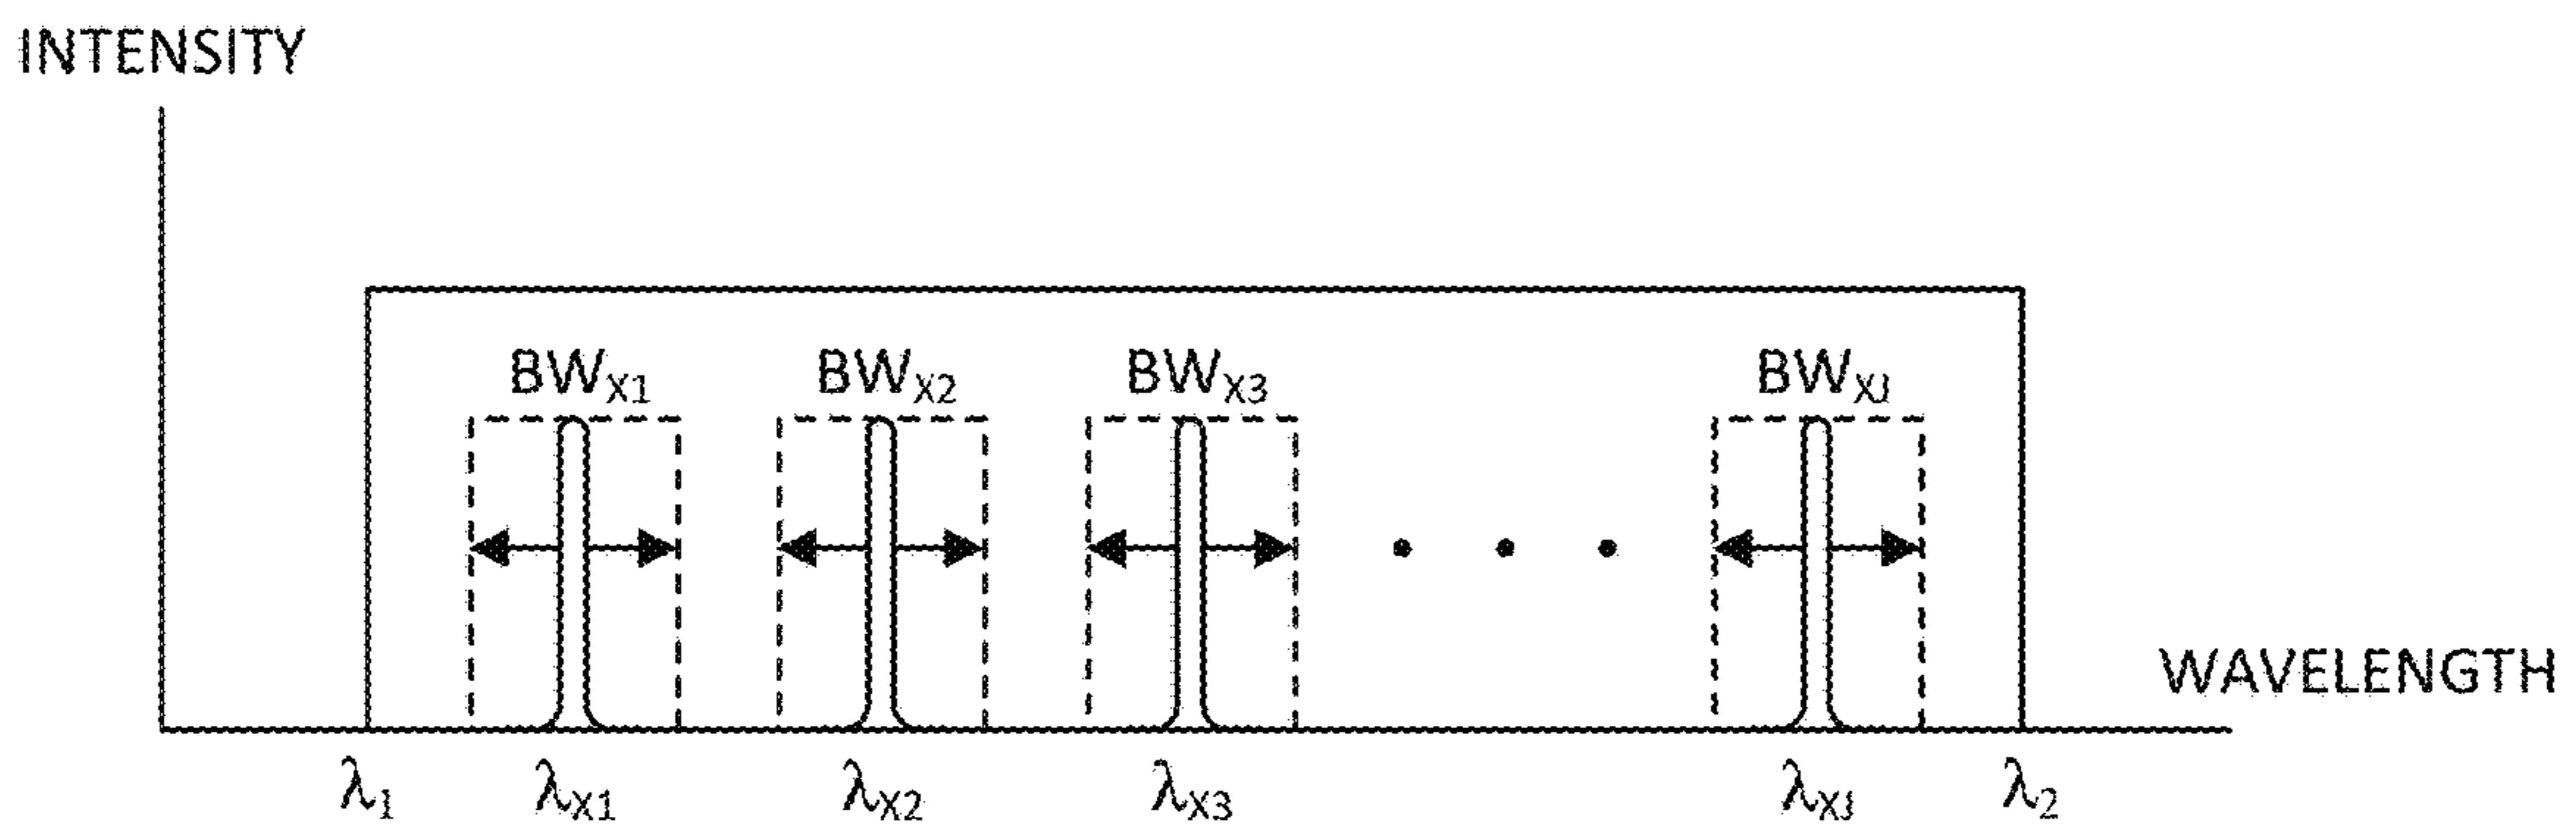 INTENSITY
BWX1 BWX2 BWX3 BWXJ
WAVELENGTH
λ1 λX1 λX2 λX3 λXJ λ2